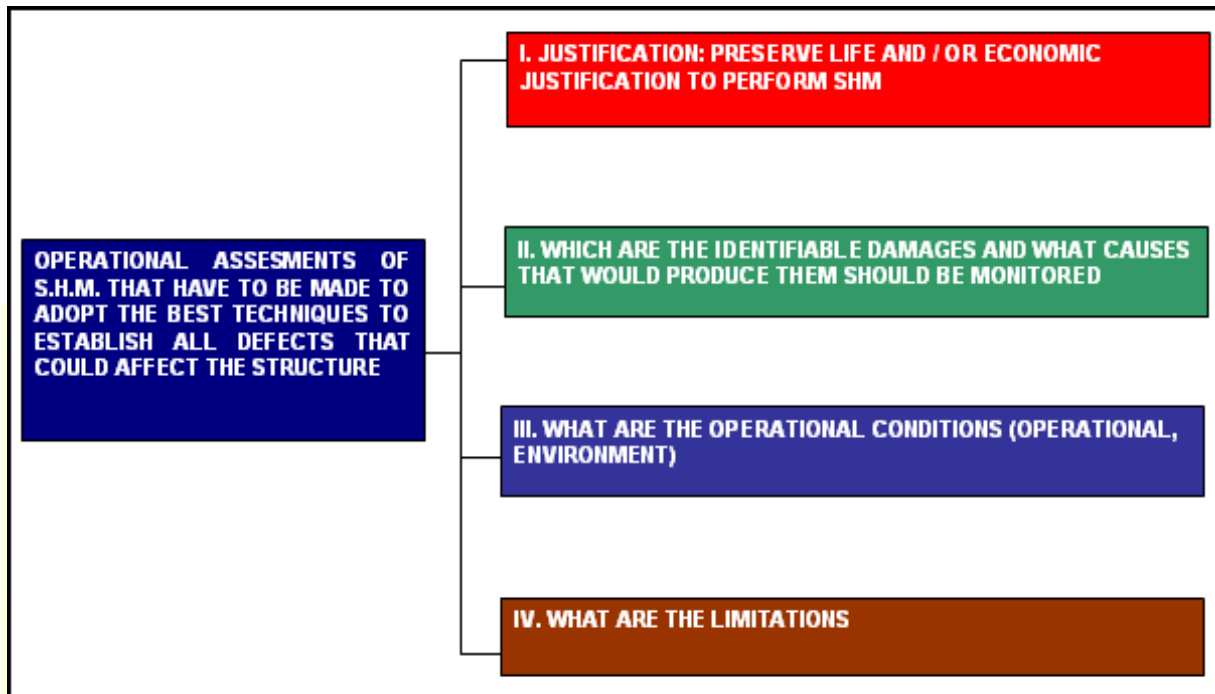 I. JUSTIFICATION: PRESERVE LIFE AND / OR ECONOMIC
JUSTIFICATION TO PERFORM SHM
OPERATIONAL ASSESMENTS OF
S.H.M. THAT HAVE TO BE MADE TO
ADOPT THE BEST TECHNIQUES TO
ESTABLISH ALL DEFECTS THAT
COULD AFFECT THE STRUCTURE
II. WHICH ARE THE IDENTIFIABLE DAMAGES AND WHAT CAUSES
THAT WOULD PRODUCE THEM SHOULD BE MONITORED
III. WHAT ARE THE OPERATIONAL CONDITIONS (OPERATIONAL,
ENVIRONMENT)
IV. WHAT ARE THE LIMITATIONS